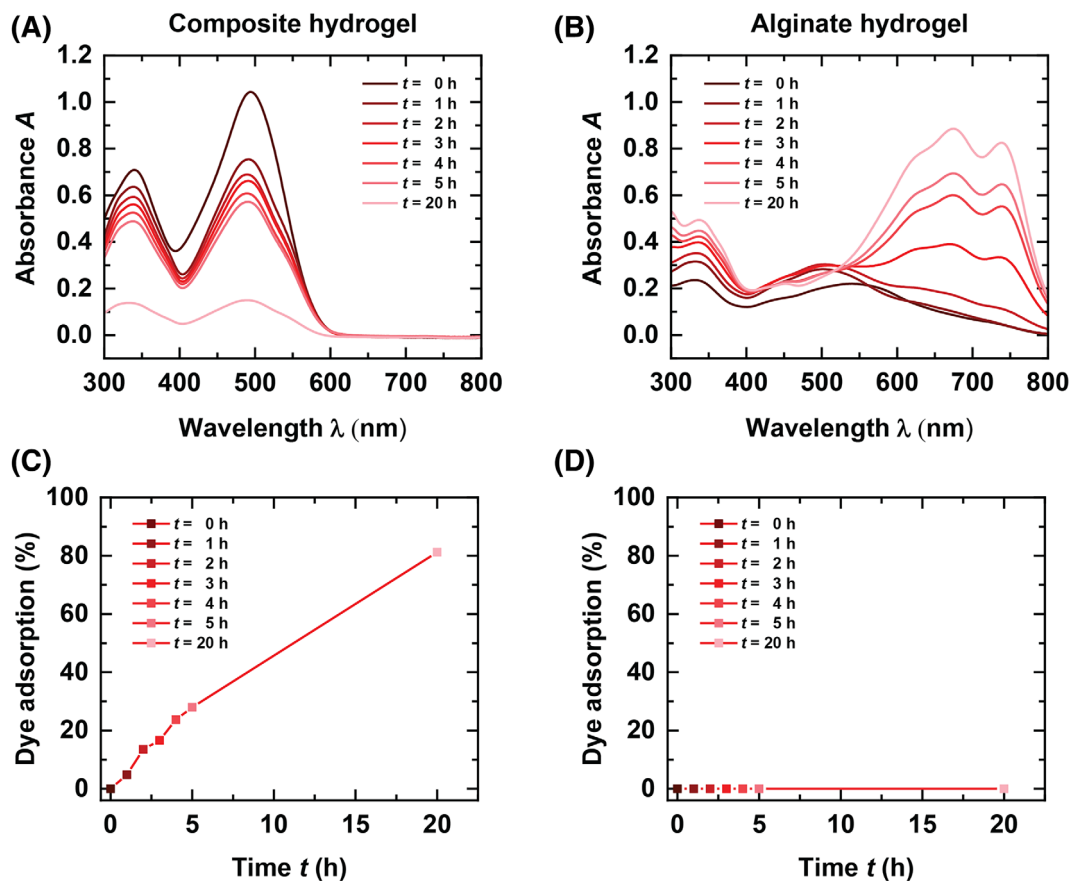 (A) Composite hydrogel
1.2
1.0
0.8
0.6
0.4
0.2
0.0
Absorbance A
t = 0 h
t = 1 h
t = 2 h
t = 3 h
t = 4 h
t = 5 h
t = 20 h
300 400 500 600 700 800
Wavelength λ (nm)
(B) Alginate hydrogel
1.2
1.0
0.8
0.6
0.4
0.2
0.0
Absorbance A
t = 0 h
t = 1 h
t = 2 h
t = 3 h
t = 4 h
t = 5 h
t = 20 h
300 400 500 600 700 800
Wavelength λ (nm)
(C)
100
80
60
40
20
0
Dye adsorption (%)
t = 0 h
t = 1 h
t = 2 h
t = 3 h
t = 4 h
t = 5 h
t = 20 h
0 5 10 15 20
Time t (h)
(D)
100
80
60
40
20
0
Dye adsorption (%)
t = 0 h
t = 1 h
t = 2 h
t = 3 h
t = 4 h
t = 5 h
t = 20 h
0 5 10 15 20
Time t (h)